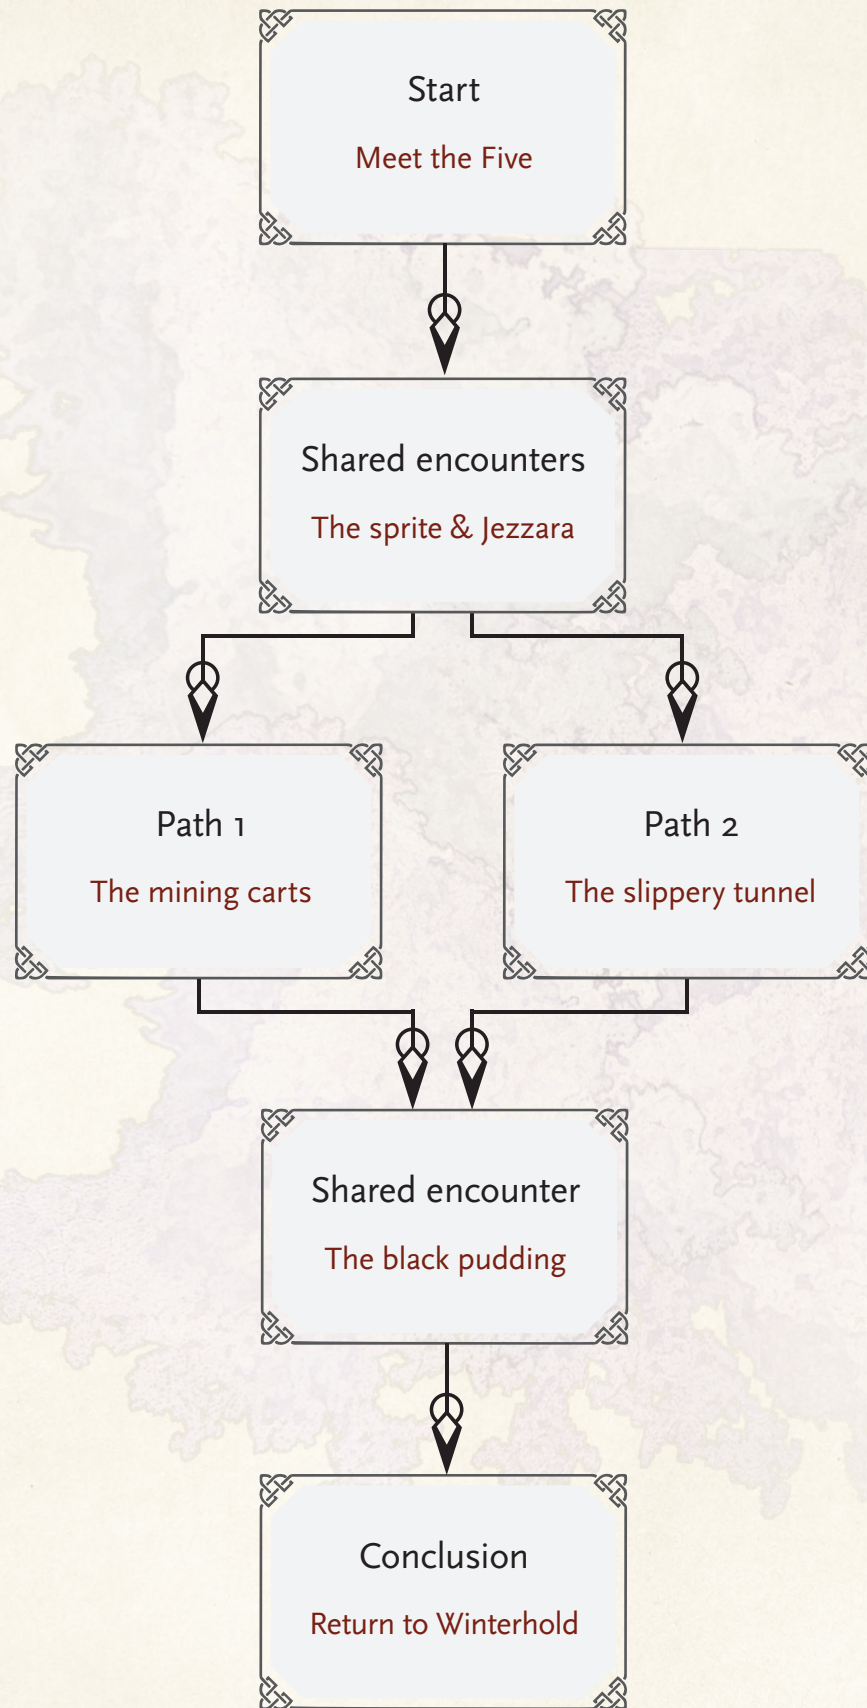 Start
Meet the Five
Shared encounters
The sprite & Jezzara
Path 1
The mining carts
Path 2
The slippery tunnel
Shared encounter
The black pudding
Conclusion
Return to Winterhold